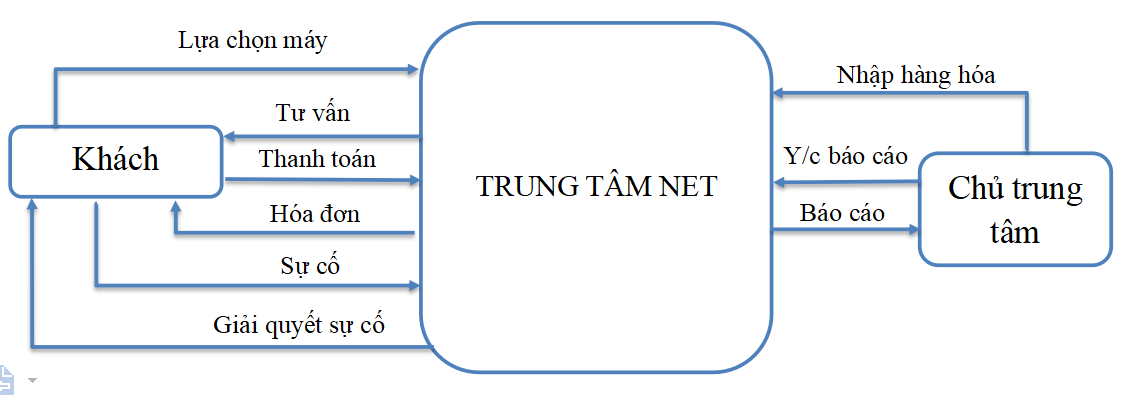 Lựa chọn máy
Nhập hàng hóa
Tư vấn
Khách
Thanh toán
Y/c báo cáo
TRUNG TÂM NET
Chủ trung
tâm
Hóa đơn
Báo cáo
Sự cố
Giải quyết sự cố